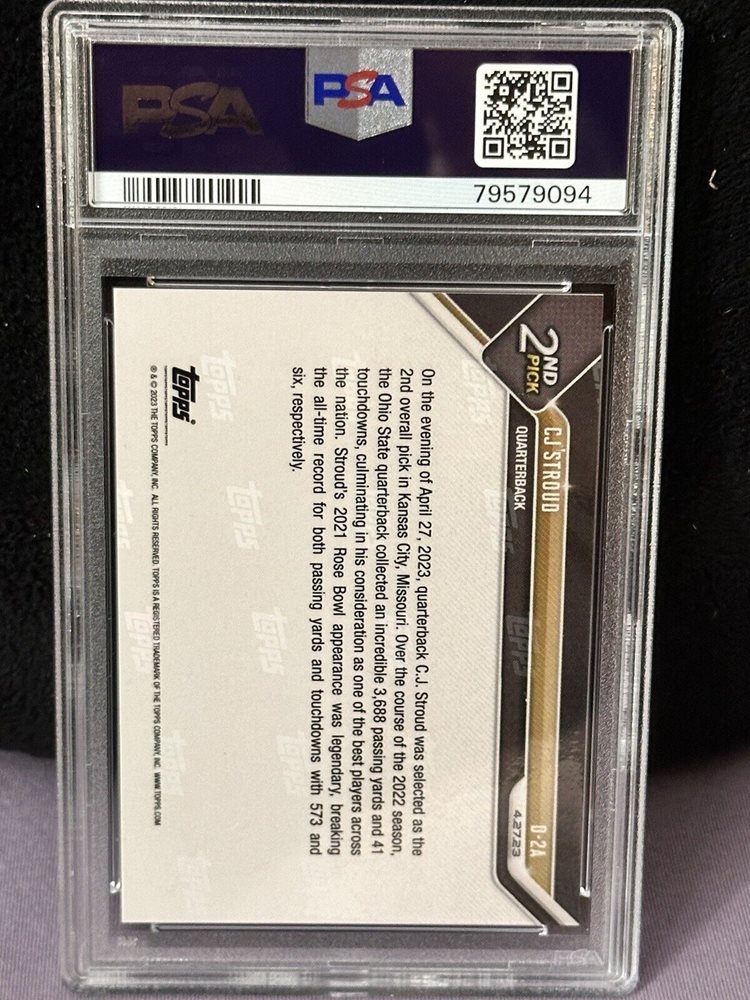 PSA
PSA
79579094
2ND
PICK
CJ STROUD
QUARTERBACK
D-2A
4.27.23
On the evening of April 27, 2023, quarterback C.J. Stroud was selected as the
2nd overall pick in Kansas City, Missouri. Over the course of the 2022 season,
the Ohio State quarterback collected an incredible 3,688 passing yards and 41
touchdowns, culminating in his consideration as one of the best players across
the nation. Stroud's 2021 Rose Bowl appearance was legendary, breaking
the all-time record for both passing yards and touchdowns with 573 and
six, respectively.
topps
® & © 2023 THE TOPPS COMPANY, INC. ALL RIGHTS RESERVED. TOPPS IS A REGISTERED TRADEMARK OF THE TOPPS COMPANY, INC. WWW.TOPPS.COM